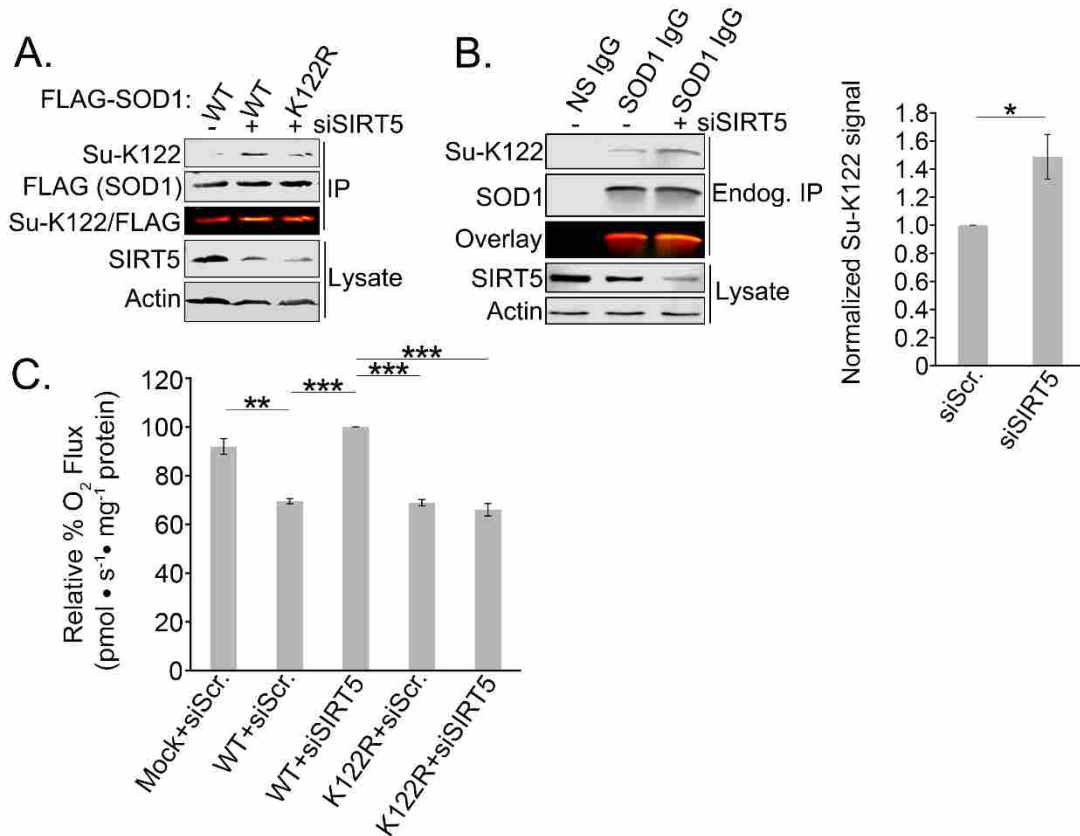 A.
FLAG-SOD1:
WT
WT
K122R
- + + siSIRT5
Su-K122
FLAG (SOD1)
Su-K122/FLAG
IP
SIRT5
Actin
Lysate
B.
NS IgG
SOD1 IgG
SOD1 IgG
- - + siSIRT5
Su-K122
SOD1
Overlay
Endog. IP
SIRT5
Actin
Lysate
Normalized Su-K122 signal
1.8
1.6
1.4
1.2
1.0
0.8
0.6
0.4
0.2
0
*
siScr.
siSIRT5
C.
Relative % O2 Flux
(pmol • s-1• mg-1 protein)
120
100
80
60
40
20
0
**
***
***
***
Mock+siScr.
WT+siScr.
WT+siSIRT5
K122R+siScr.
K122R+siSIRT5